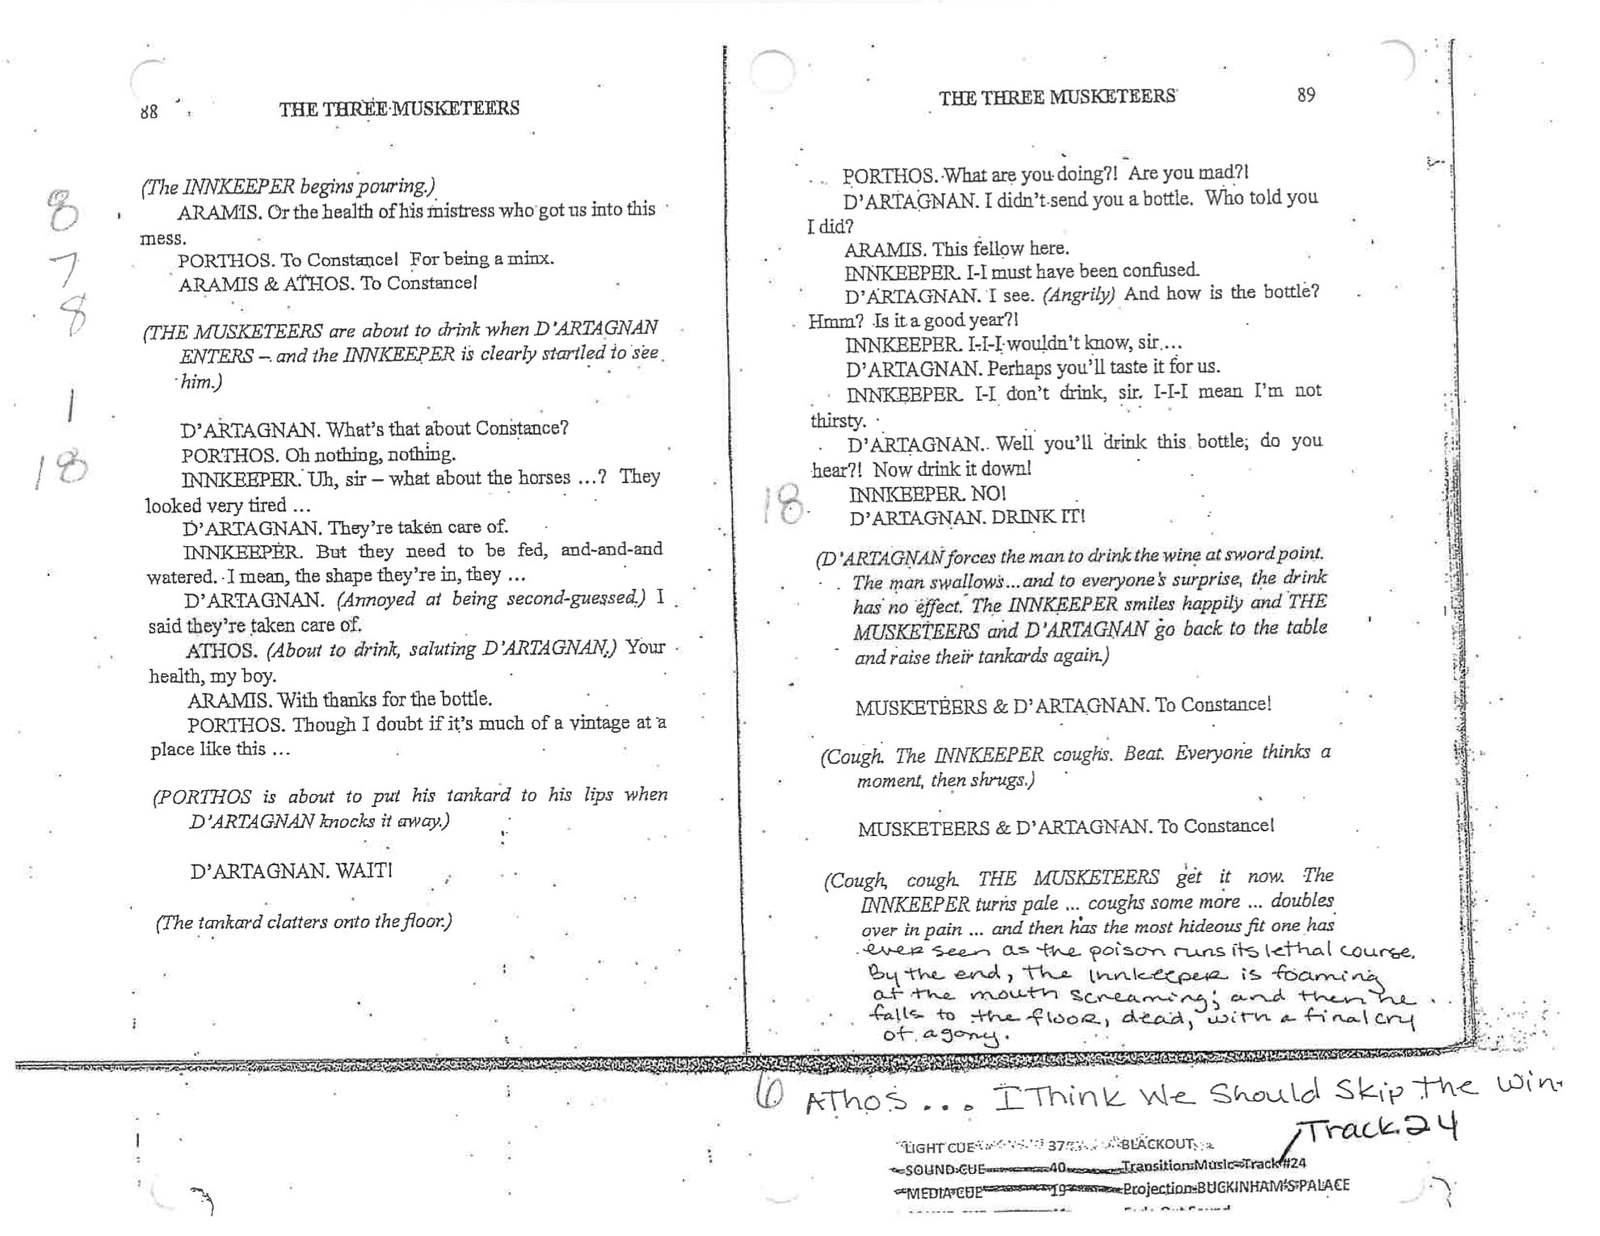 88 THE THREE MUSKETEERS
(The INNKEEPER begins pouring.)
8
ARAMIS. Or the health of his mistress who got us into this
mess.
7
PORTHOS. To Constance! For being a minx.
ARAMIS & ATHOS. To Constance!
8
(THE MUSKETEERS are about to drink when D'ARTAGNAN
ENTERS – and the INNKEEPER is clearly startled to see
him.)
1
D'ARTAGNAN. What's that about Constance?
PORTHOS. Oh nothing, nothing.
18
INNKEEPER. Uh, sir – what about the horses ...? They
looked very tired ...
D'ARTAGNAN. They're taken care of.
INNKEEPER. But they need to be fed, and-and-and
watered. I mean, the shape they're in, they ...
D'ARTAGNAN. (Annoyed at being second-guessed.) I
said they're taken care of.
ATHOS. (About to drink, saluting D'ARTAGNAN.) Your
health, my boy.
ARAMIS. With thanks for the bottle.
PORTHOS. Though I doubt if it's much of a vintage at a
place like this ...
(PORTHOS is about to put his tankard to his lips when
D'ARTAGNAN knocks it away.)
D'ARTAGNAN. WAIT!
(The tankard clatters onto the floor.)
THE THREE MUSKETEERS 89
PORTHOS. What are you doing?! Are you mad?!
D'ARTAGNAN. I didn't send you a bottle. Who told you
I did?
ARAMIS. This fellow here.
INNKEEPER. I-I must have been confused.
D'ARTAGNAN. I see. (Angrily) And how is the bottle?
Hmm? Is it a good year?!
INNKEEPER. I-I-I wouldn't know, sir....
D'ARTAGNAN. Perhaps you'll taste it for us.
INNKEEPER. I-I don't drink, sir. I-I-I mean I'm not
thirsty.
D'ARTAGNAN. Well you'll drink this bottle; do you
hear?! Now drink it down!
18
INNKEEPER. NO!
D'ARTAGNAN. DRINK IT!
(D'ARTAGNAN forces the man to drink the wine at sword point.
The man swallows...and to everyone's surprise, the drink
has no effect. The INNKEEPER smiles happily and THE
MUSKETEERS and D'ARTAGNAN go back to the table
and raise their tankards again.)
MUSKETEERS & D'ARTAGNAN. To Constance!
(Cough. The INNKEEPER coughs. Beat. Everyone thinks a
moment, then shrugs.)
MUSKETEERS & D'ARTAGNAN. To Constance!
(Cough, cough. THE MUSKETEERS get it now. The
INNKEEPER turns pale ... coughs some more ... doubles
over in pain ... and then has the most hideous fit one has
ever seen as the poison runs its lethal course.
By the end, the Innkeeper is foaming
at the mouth screaming; and then he
falls to the floor, dead, with a final cry
of agony.
6 Athos... I Think We Should Skip the Win
Track 24
LIGHT CUE 37 BLACKOUT
SOUND CUE 40 Transition Music Track #24
MEDIA CUE 19 Projection BUCKINHAM'S PALACE